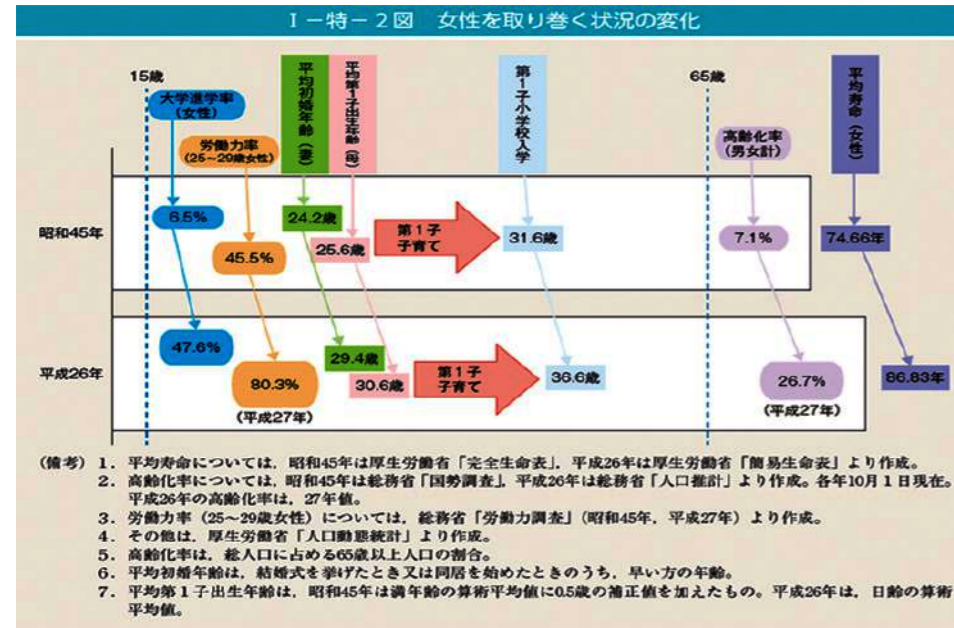 Ⅰ－特－2図　女性を取り巻く状況の変化
15歳
大学進学率
(女性)
労働力率
(25～29歳女性)
平均初婚年齢（妻）
平均第1子出生年齢（母）
第1子小学校入学
65歳
高齢化率
(男女計)
平均寿命（女性）
昭和45年
6.5%
45.5%
24.2歳
25.6歳
第1子
子育て
31.6歳
7.1%
74.66年
平成26年
47.6%
80.3%
(平成27年)
29.4歳
30.6歳
第1子
子育て
36.6歳
26.7%
(平成27年)
86.83年
(備考) 1．平均寿命については，昭和45年は厚生労働省「完全生命表」，平成26年は厚生労働省「簡易生命表」より作成。
2．高齢化率については，昭和45年は総務省「国勢調査」，平成26年は総務省「人口推計」より作成。各年10月1日現在。
平成26年の高齢化率は，27年値。
3．労働力率（25～29歳女性）については，総務省「労働力調査」（昭和45年，平成27年）より作成。
4．その他は，厚生労働省「人口動態統計」より作成。
5．高齢化率は，総人口に占める65歳以上人口の割合。
6．平均初婚年齢は，結婚式を挙げたとき又は同居を始めたときのうち，早い方の年齢。
7．平均第1子出生年齢は，昭和45年は満年齢の算術平均値に0.5歳の補正値を加えたもの。平成26年は，日齢の算術
平均値。